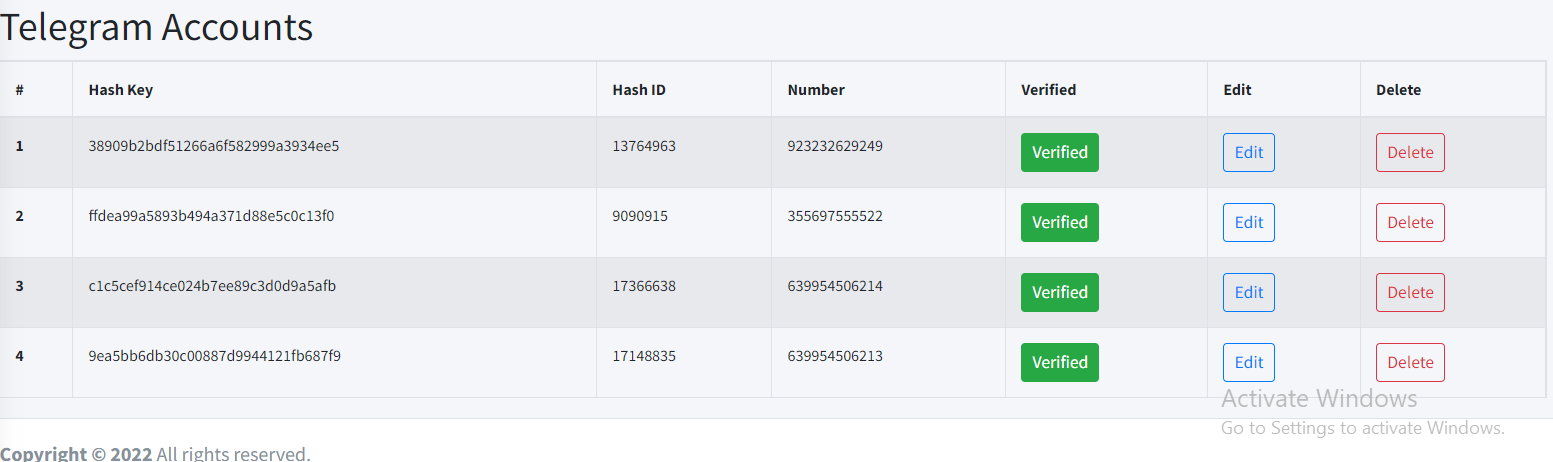 Telegram Accounts
# Hash Key Hash ID Number Verified Edit Delete
1 38909b2bdf51266a6f582999a3934ee5 13764963 923232629249 Verified Edit Delete
2 ffdea99a5893b494a371d88e5c0c13f0 9090915 355697555522 Verified Edit Delete
3 c1c5cef914ce024b7ee89c3d0d9a5afb 17366638 639954506214 Verified Edit Delete
4 9ea5bb6db30c00887d9944121fb687f9 17148835 639954506213 Verified Edit Delete
Activate Windows
Go to Settings to activate Windows.
Copyright © 2022 All rights reserved.